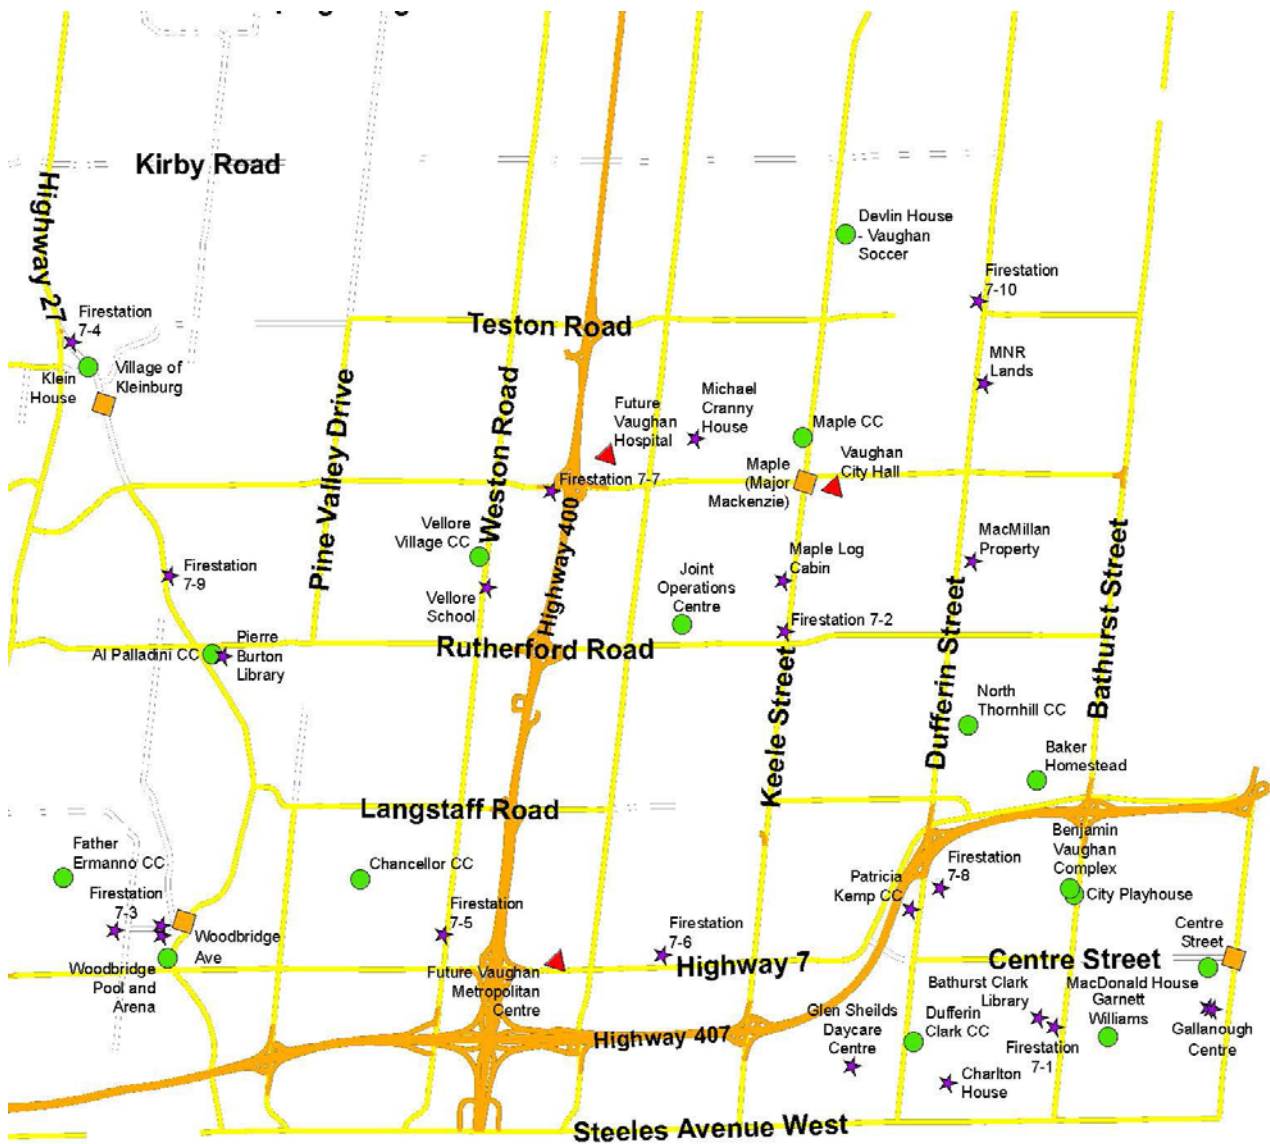 Kirby Road
Highway 27
Devlin House
- Vaughan
Soccer
Firestation
7-10
Firestation
7-4
Teston Road
Klein
House
Village of
Kleinburg
MNR
Lands
Pine Valley Drive
Weston Road
Future
Vaughan
Hospital
Michael
Cranny
House
Maple CC
Maple
(Major
Mackenzie)
Vaughan
City Hall
Firestation 7-7
Highway 400
Vellore
Village CC
Vellore
School
Firestation
7-9
Joint
Operations
Centre
Maple Log
Cabin
MacMillan
Property
Firestation 7-2
Bathurst Street
Dufferin Street
Keele Street
Al Palladini CC
Pierre
Burton
Library
Rutherford Road
North
Thornhill CC
Baker
Homestead
Langstaff Road
Father
Ermanno CC
Chancellor CC
Benjamin
Vaughan
Complex
City Playhouse
Patricia
Kemp CC
Firestation
7-8
Firestation
7-3
Woodbridge
Ave
Firestation
7-5
Firestation
7-6
Centre
Street
Woodbridge
Pool and
Arena
Future Vaughan
Metropolitan
Centre
Highway 7
Centre Street
Bathurst Clark
Library
MacDonald House
Garnett
Williams
Gallanough
Centre
Glen Sheilds
Daycare
Centre
Dufferin
Clark CC
Firestation
7-1
Highway 407
Charlton
House
Steeles Avenue West